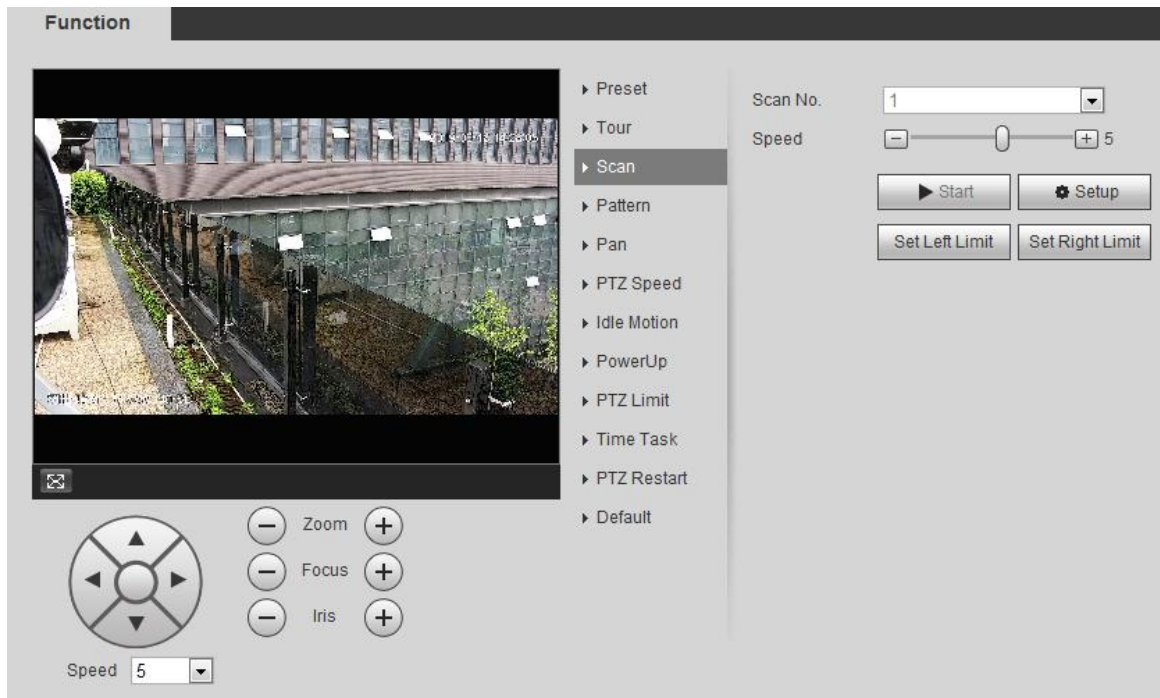 Function
Preset
Tour
Scan
Pattern
Pan
PTZ Speed
Idle Motion
PowerUp
PTZ Limit
Time Task
PTZ Restart
Default
Scan No. 1
Speed 5
Start
Setup
Set Left Limit
Set Right Limit
Zoom
Focus
Iris
Speed 5